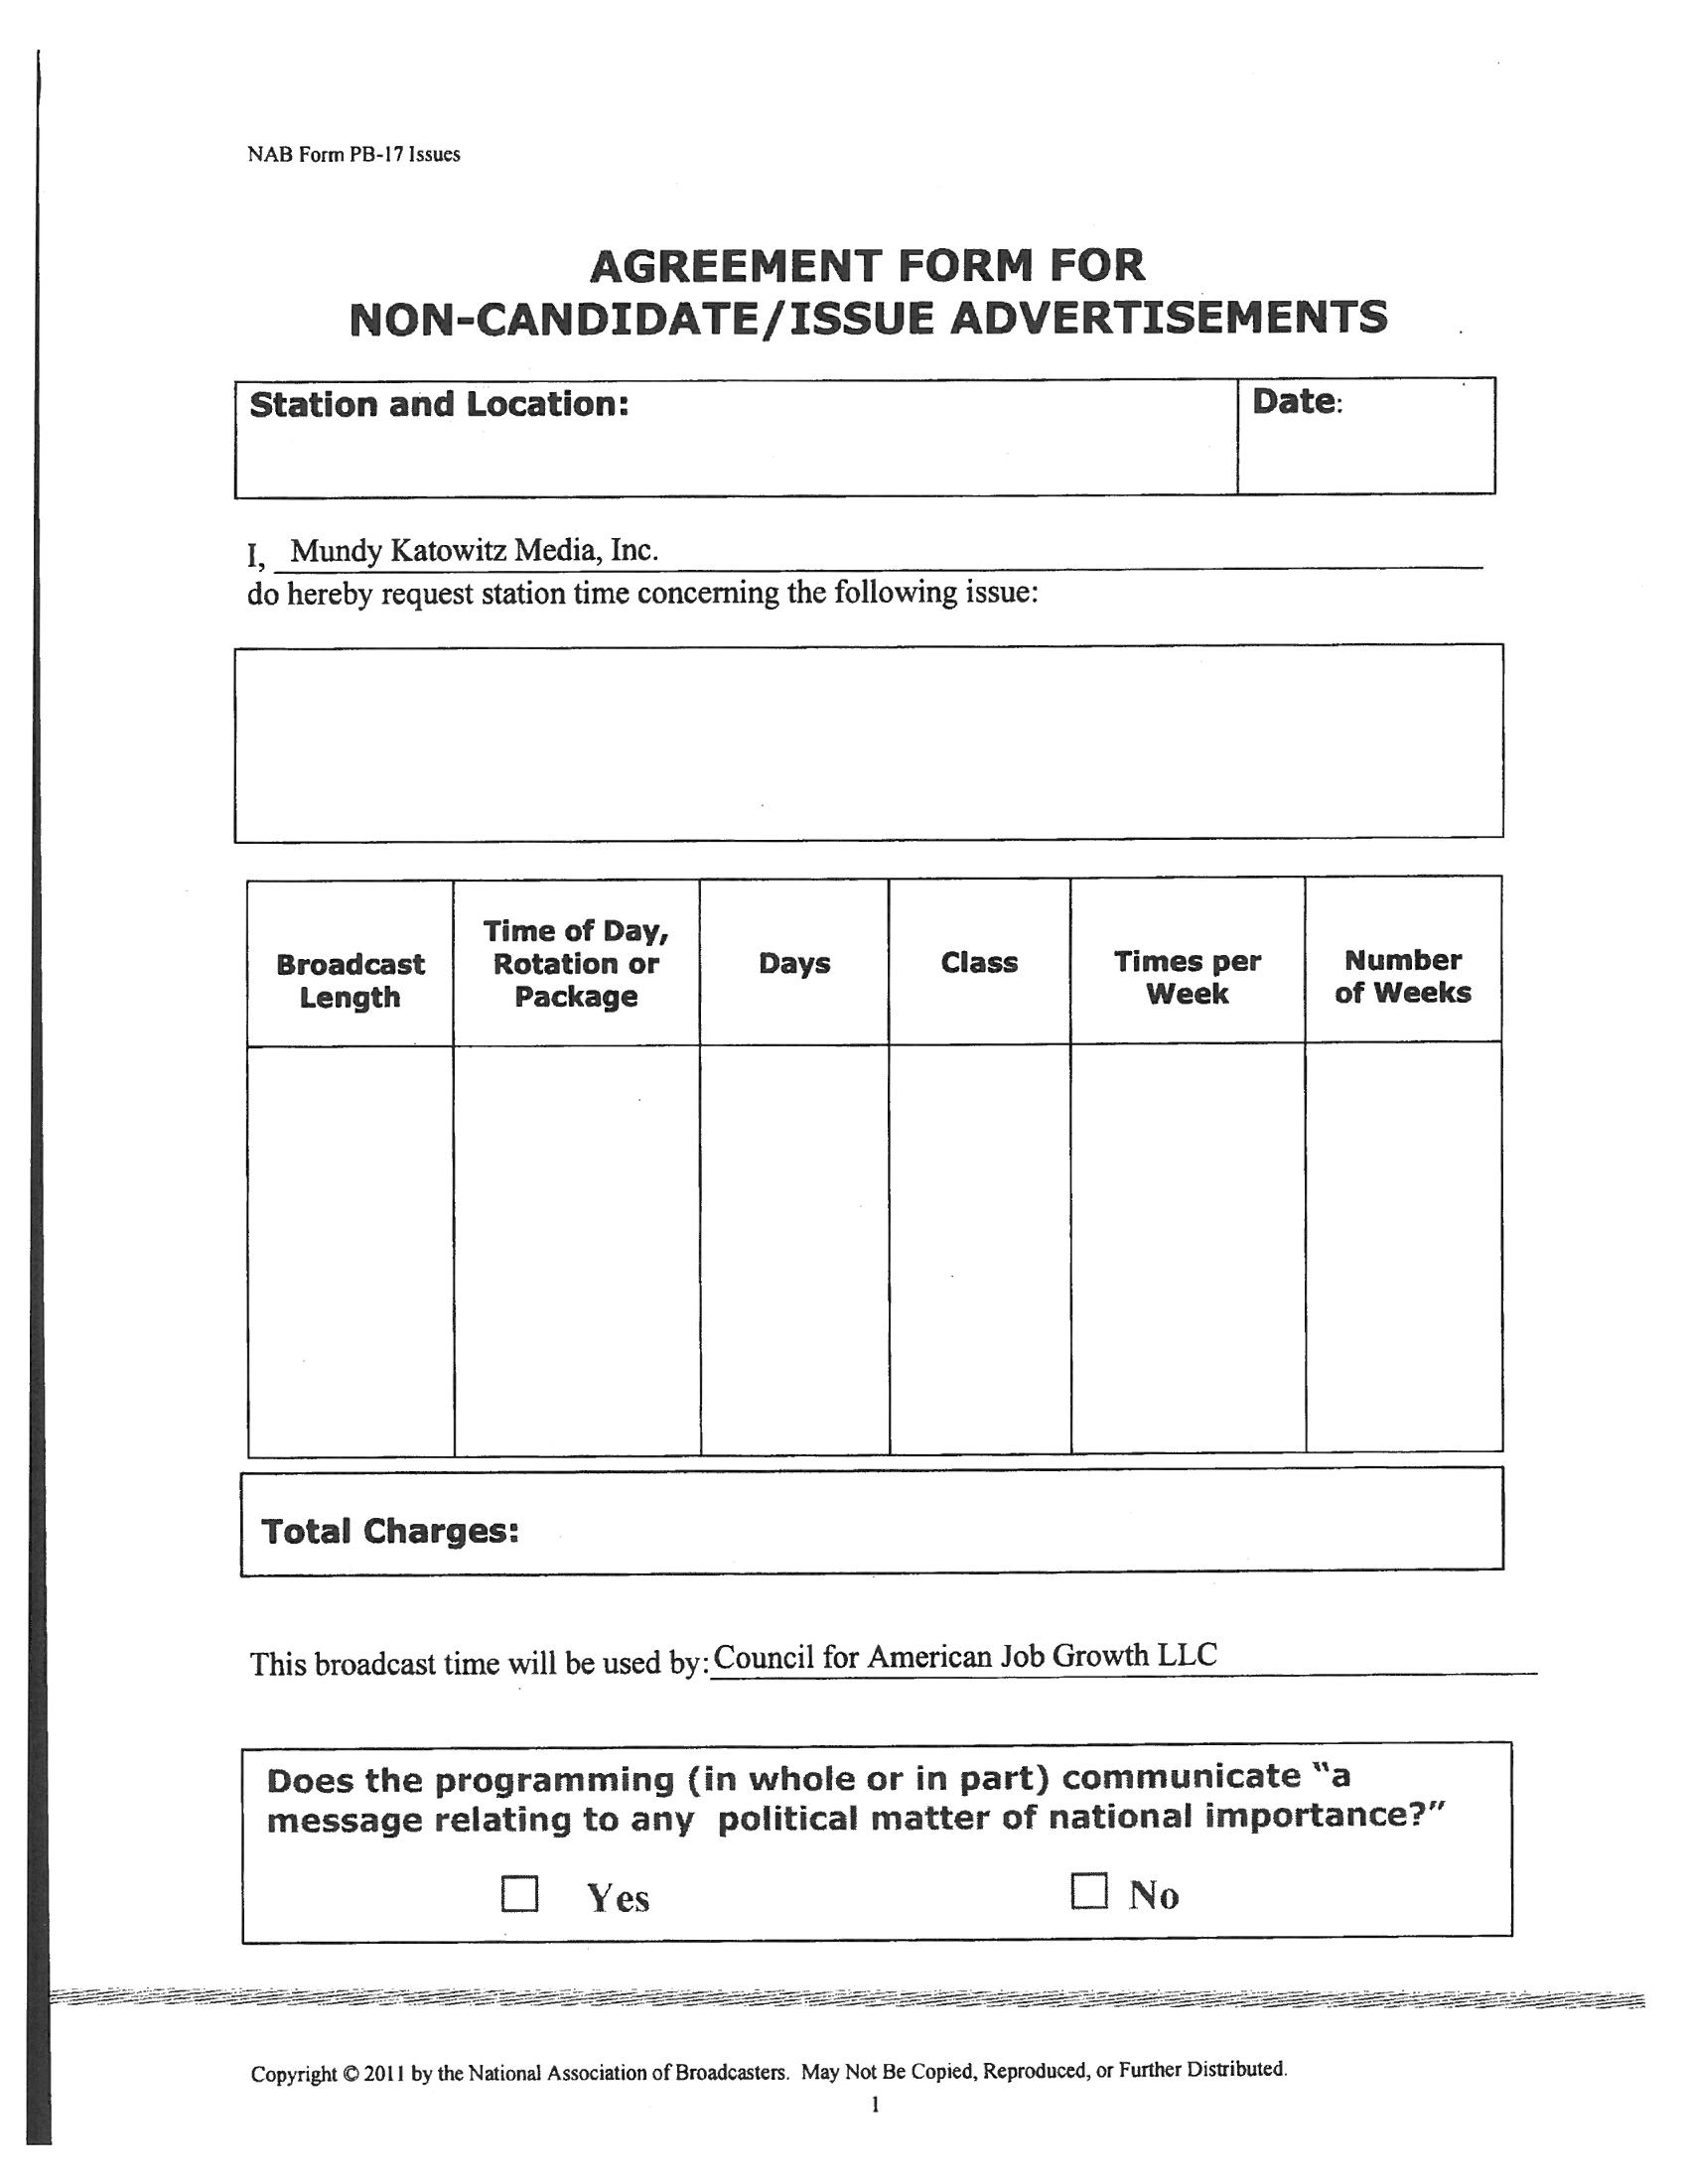 NAB Form PB-17 Issues
AGREEMENT FORM FOR
NON-CANDIDATE/ISSUE ADVERTISEMENTS
Station and Location:
Date:
I, Mundy Katowitz Media, Inc.
do hereby request station time concerning the following issue:
Broadcast
Length
Time of Day,
Rotation or
Package
Days
Class
Times per
Week
Number
of Weeks
Total Charges:
This broadcast time will be used by: Council for American Job Growth LLC
Does the programming (in whole or in part) communicate "a
message relating to any political matter of national importance?"
Yes
No
Copyright © 2011 by the National Association of Broadcasters. May Not Be Copied, Reproduced, or Further Distributed.
1